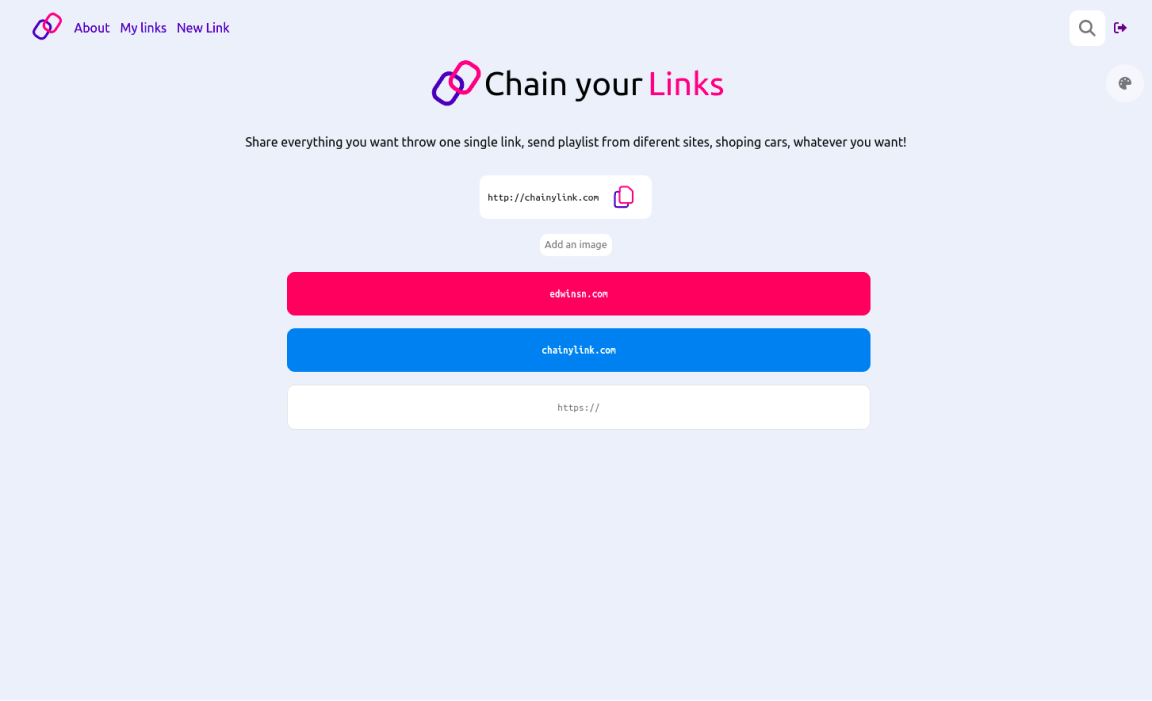 About My links New Link
Chain your Links
Share everything you want throw one single link, send playlist from diferent sites, shoping cars, whatever you want!
http://chainylink.com
Add an image
edwinsn.com
chainylink.com
https://